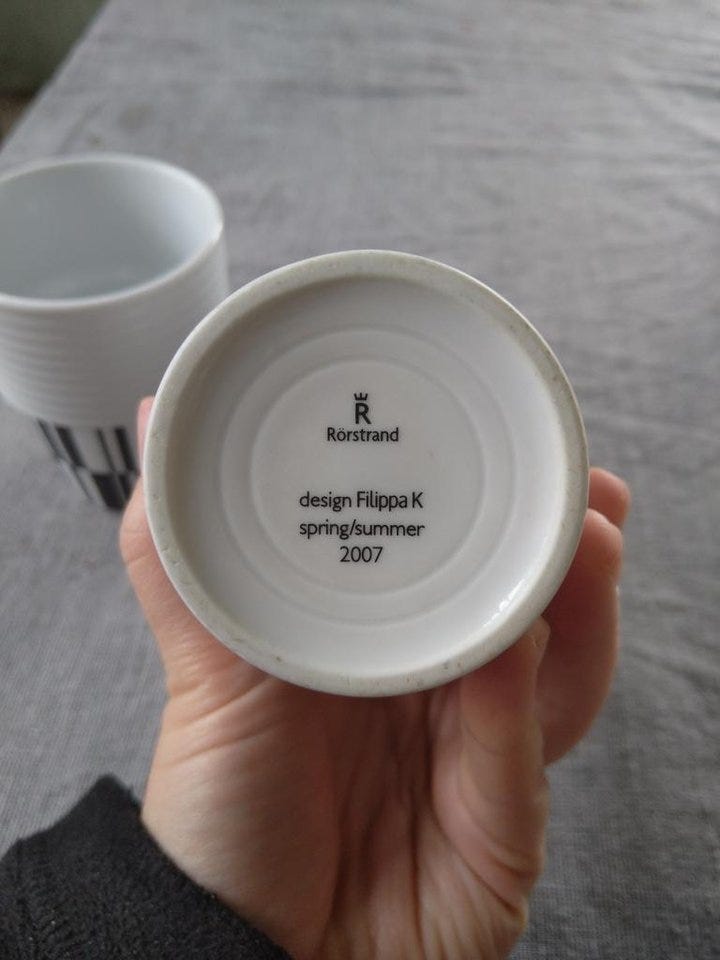 R
Rörstrand
design Filippa K
spring/summer
2007